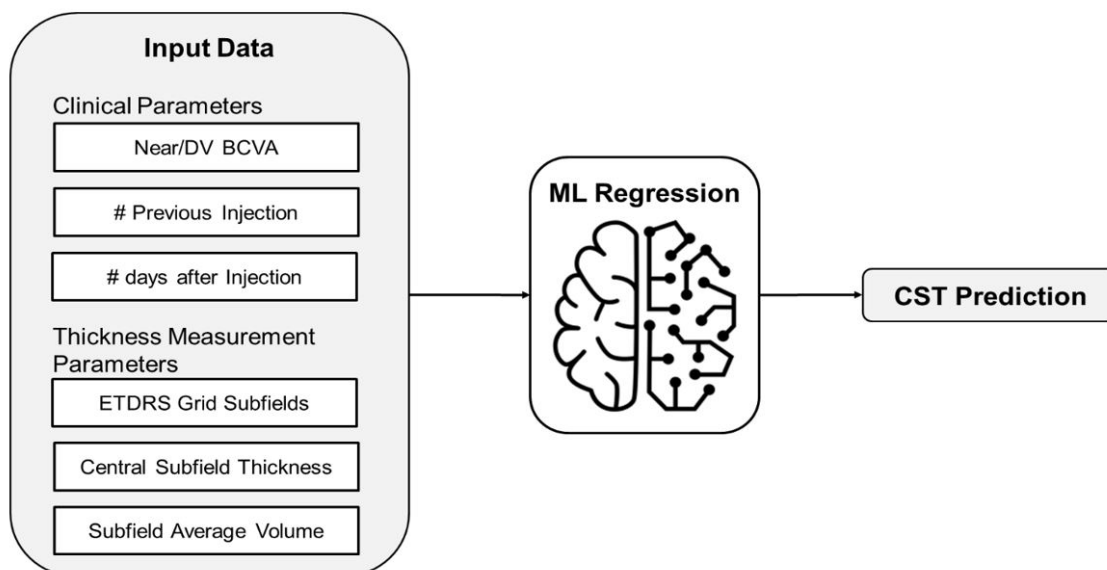 Input Data
Clinical Parameters
Near/DV BCVA
# Previous Injection
# days after Injection
Thickness Measurement
Parameters
ETDRS Grid Subfields
Central Subfield Thickness
Subfield Average Volume
ML Regression
CST Prediction